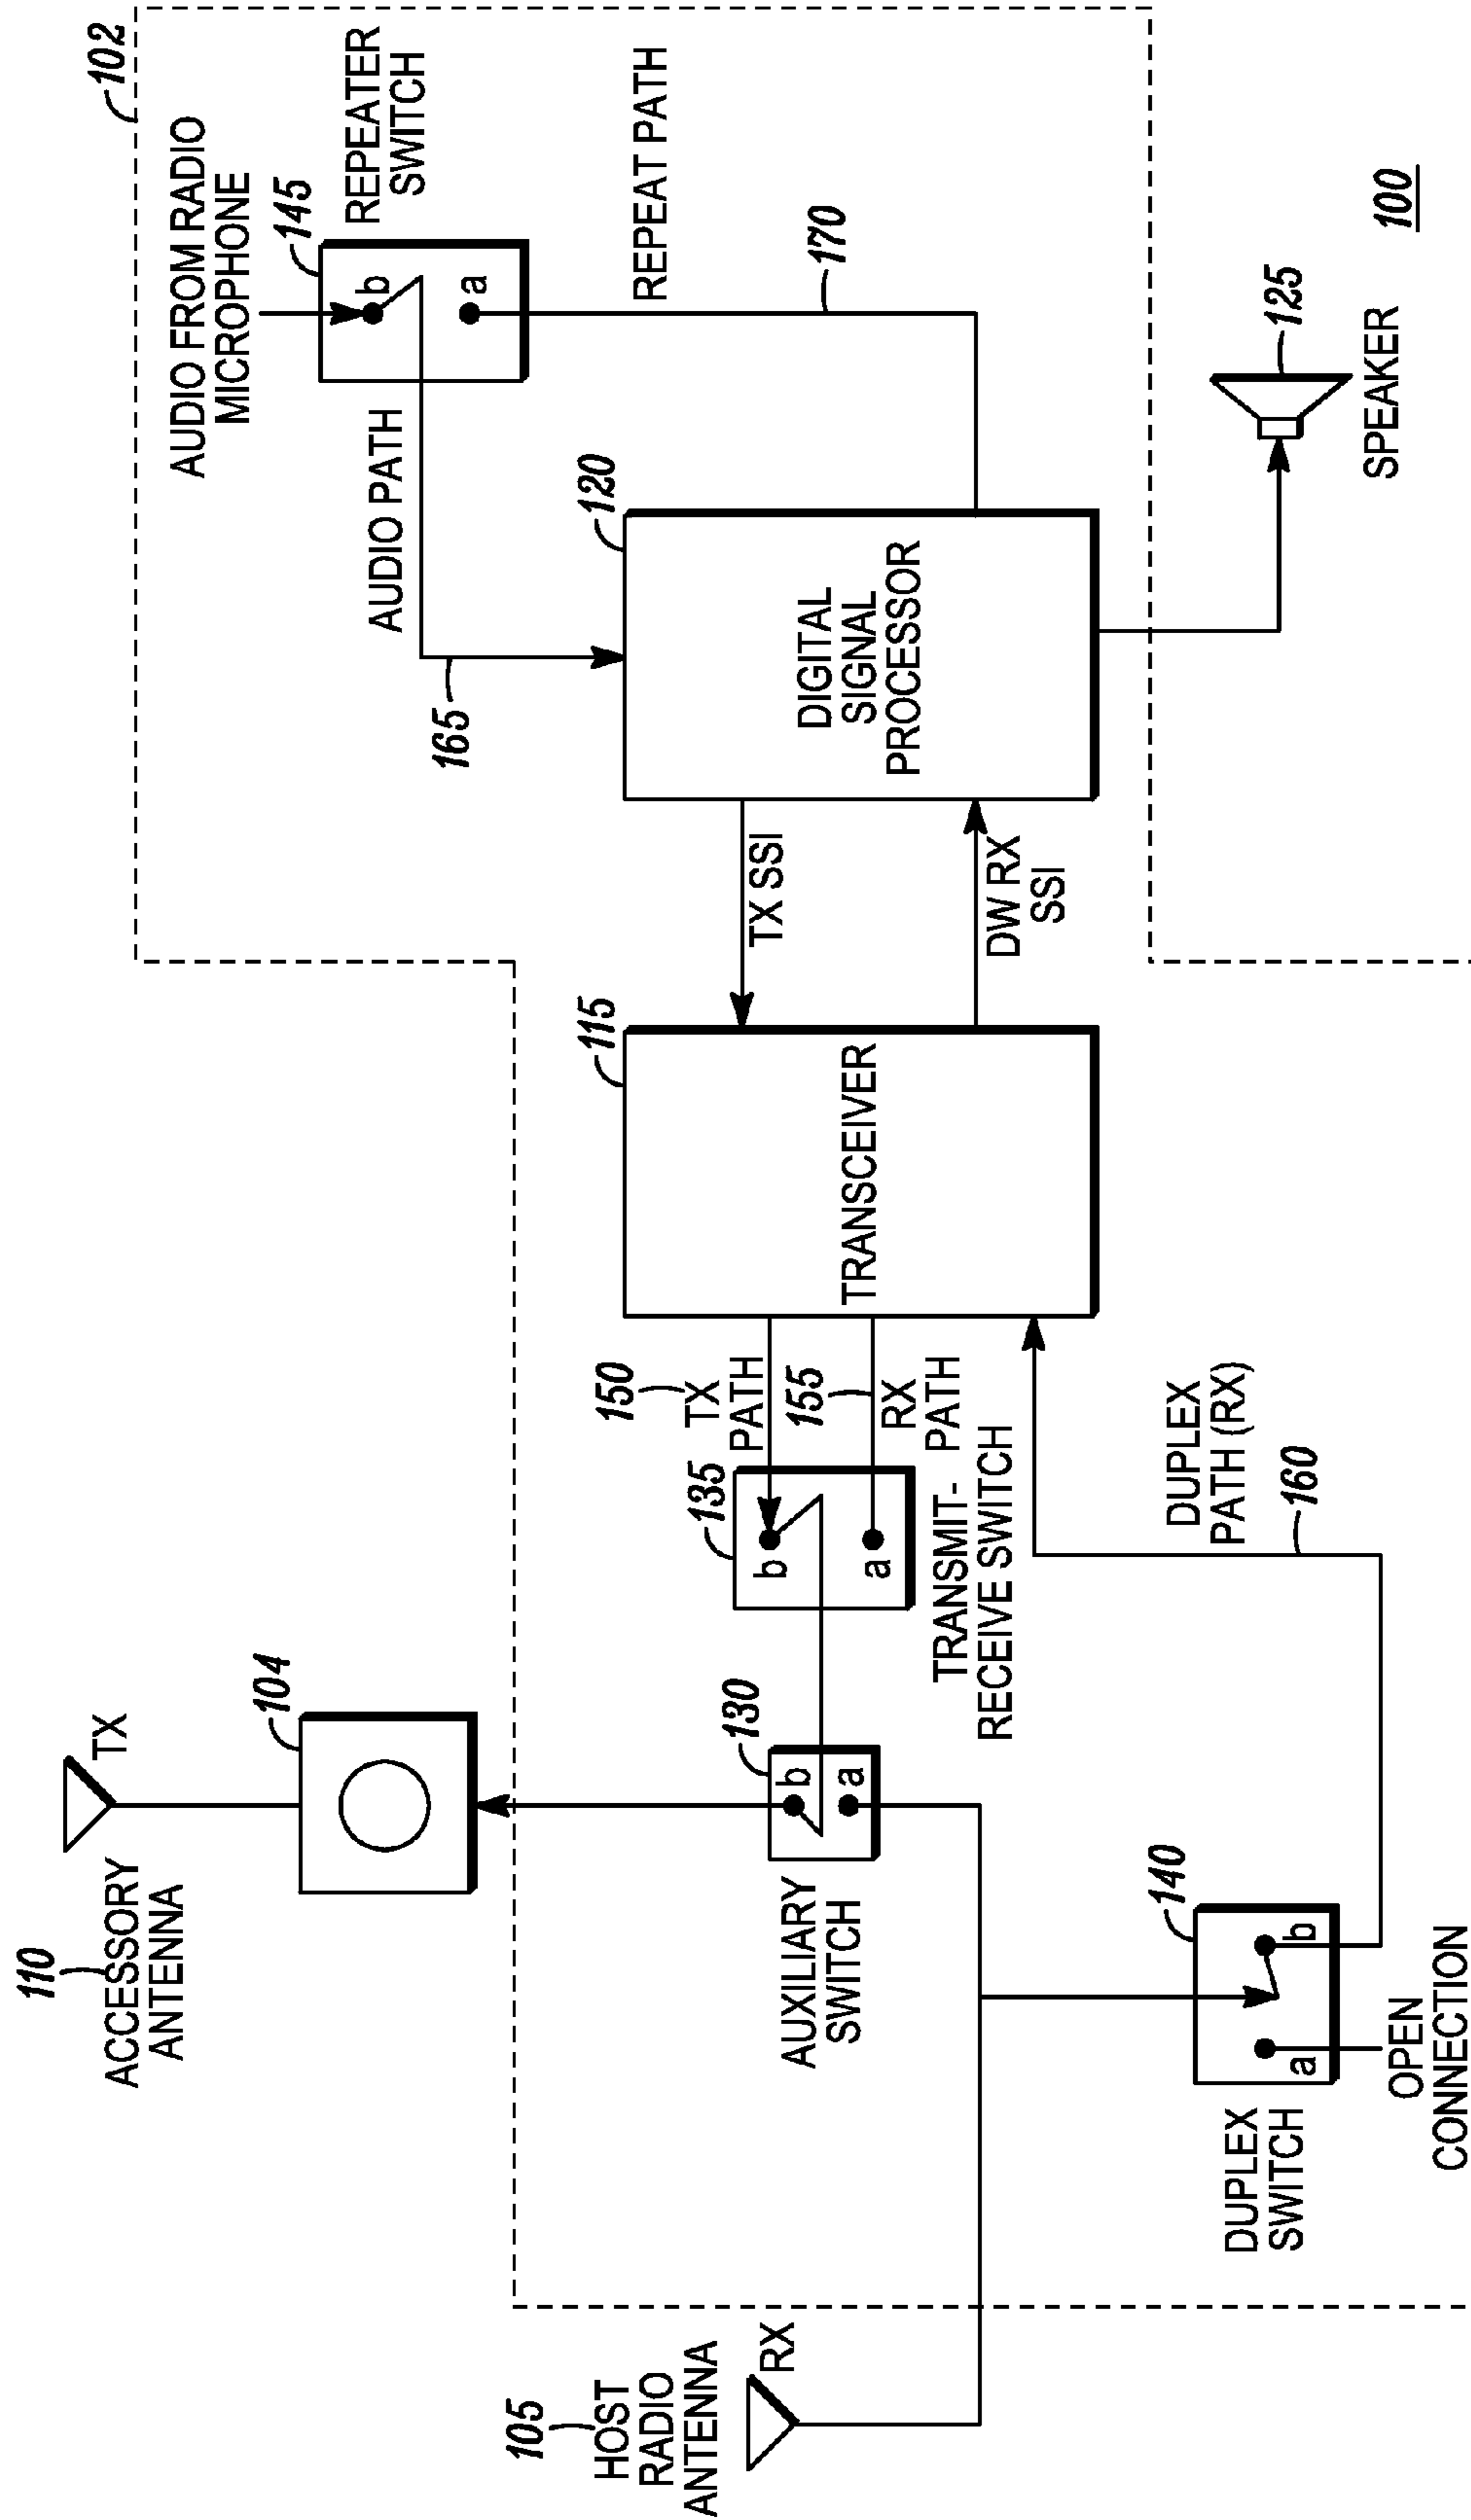 102
AUDIO FROM RADIO
MICROPHONE
145
REPEATER
SWITCH
b
a
AUDIO PATH
165
REPEAT PATH
170
120
DIGITAL
SIGNAL
PROCESSOR
125
SPEAKER
100
TX SSI
DW RX
SSI
115
TRANSCEIVER
150
TX
PATH
155
RX
PATH
135
b
a
TRANSMIT-
RECEIVE SWITCH
DUPLEX
PATH (RX)
160
TX
110
ACCESSORY
ANTENNA
104
130
b
a
AUXILIARY
SWITCH
140
b
a
DUPLEX
SWITCH
OPEN
CONNECTION
105
HOST
RADIO
ANTENNA
RX